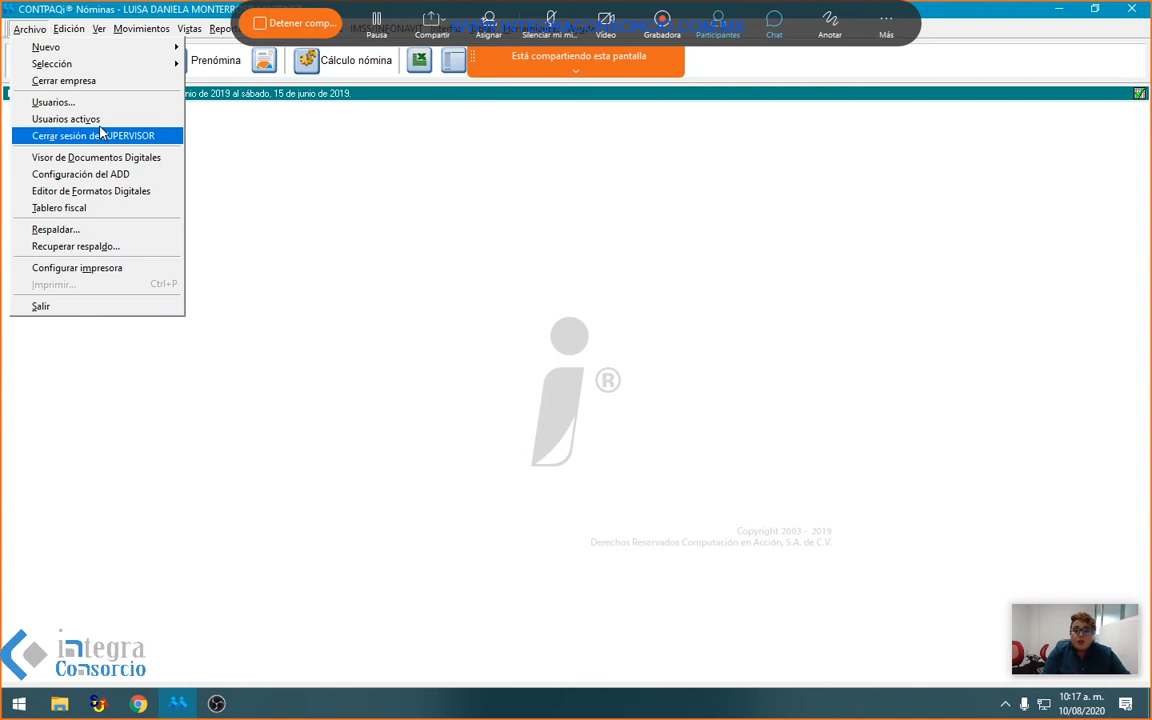 CONTPAQi® Nóminas - LUISA DANIELA
Detener comp...
Pausa
Compartir
Asignar
Silenciar mi mi...
Vídeo
Grabadora
Participantes
Chat
Anotar
Más
Archivo Edición Ver Movimientos Vistas
Está compartiendo esta pantalla
Prenómina
Cálculo nómina
nio de 2019 al sábado, 15 de junio de 2019.
Nuevo
Selección
Cerrar empresa
Usuarios...
Usuarios activos
Cerrar sesión de SUPERVISOR
Visor de Documentos Digitales
Configuración del ADD
Editor de Formatos Digitales
Tablero fiscal
Respaldar...
Recuperar respaldo...
Configurar impresora
Imprimir... Ctrl+P
Salir
i®
Copyright 2003 - 2019
Derechos Reservados Computación en Acción, S.A. de C.V.
integra
Consorcio
10:17 a. m.
10/08/2020